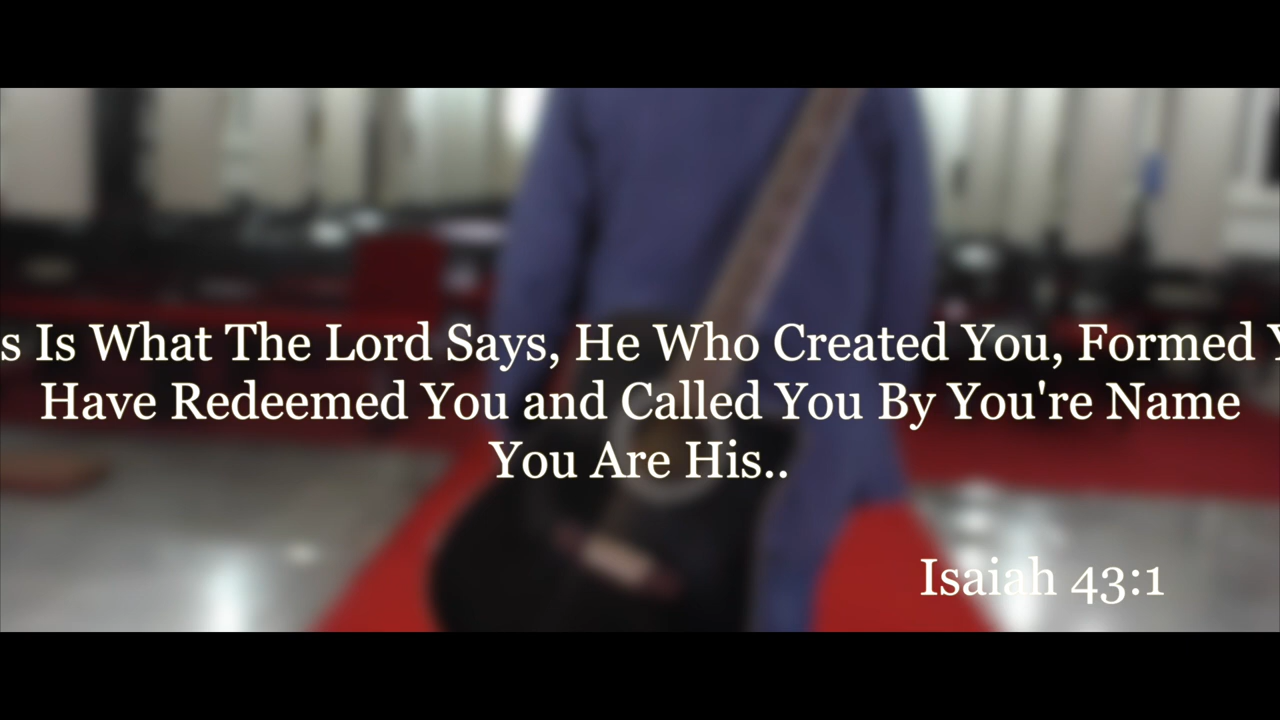 s Is What The Lord Says, He Who Created You, Formed Y
Have Redeemed You and Called You By You're Name
You Are His..
Isaiah 43:1